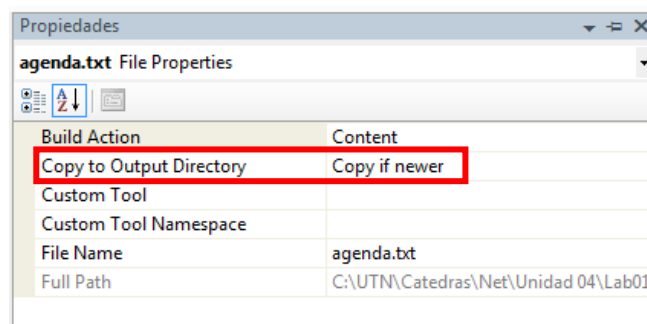 Propiedades
agenda.txt File Properties
Build Action Content
Copy to Output Directory Copy if newer
Custom Tool
Custom Tool Namespace
File Name agenda.txt
Full Path C:\UTN\Catedras\Net\Unidad 04\Lab01